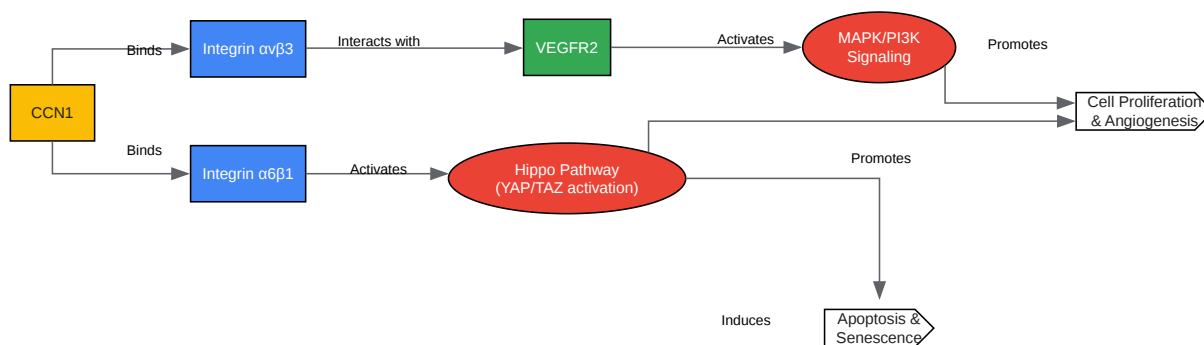 Binds
Integrin αvβ3
Interacts with
VEGFR2
Activates
MAPK/PI3K
Signaling
Promotes
CCN1
Cell Proliferation
& Angiogenesis
Binds
Integrin α6β1
Activates
Hippo Pathway
(YAP/TAZ activation)
Promotes
Induces
Apoptosis &
Senescence